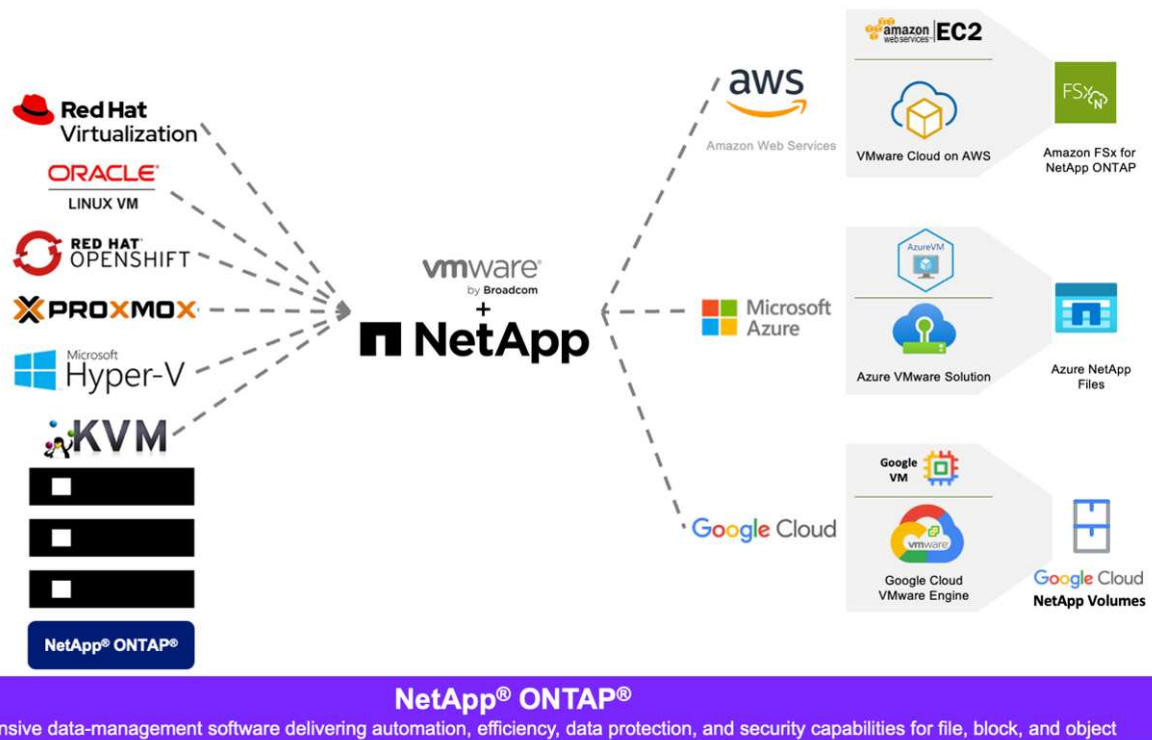 Red Hat
Virtualization
ORACLE®
LINUX VM
RED HAT®
OPENSHIFT
PROXMOX
Microsoft
Hyper-V
KVM
NetApp® ONTAP®
vmware®
by Broadcom
+
NetApp
aws
Amazon Web Services
Microsoft
Azure
Google Cloud
amazon
webservices™
EC2
VMware Cloud on AWS
FSx
N
Amazon FSx for
NetApp ONTAP
AzureVM
Azure VMware Solution
Azure NetApp
Files
Google
VM
vmware
Google Cloud
VMware Engine
Google Cloud
NetApp Volumes
NetApp® ONTAP®
nsive data-management software delivering automation, efficiency, data protection, and security capabilities for file, block, and object